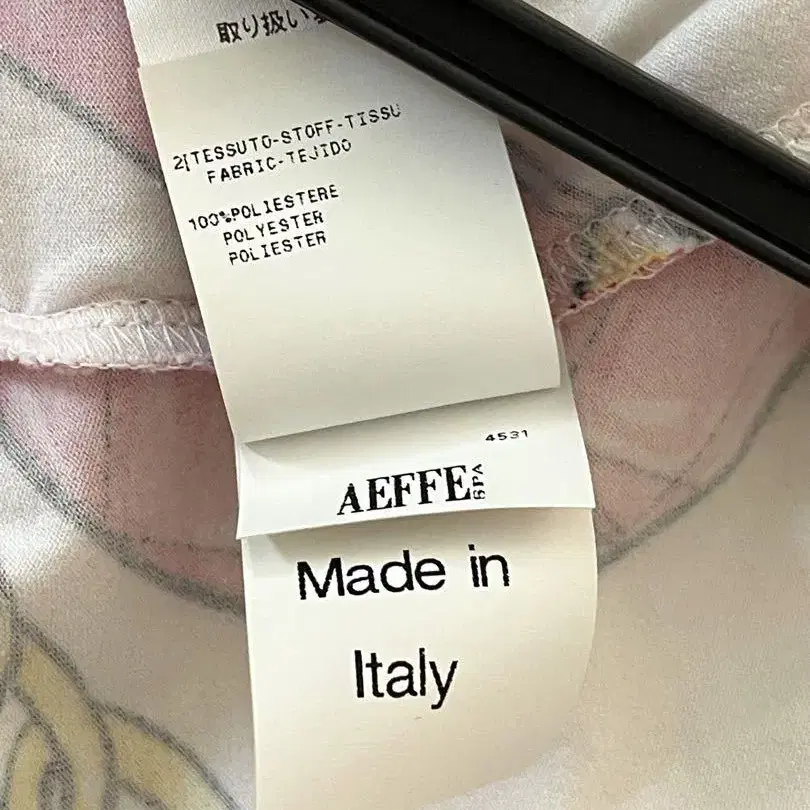 取り扱い
2[TESSUTO-STOFF-TISSU
FABRIC-TEJIDO
100%POLIESTERE
POLYESTER
POLIESTER
4531
AEFFE SPA
Made in
Italy